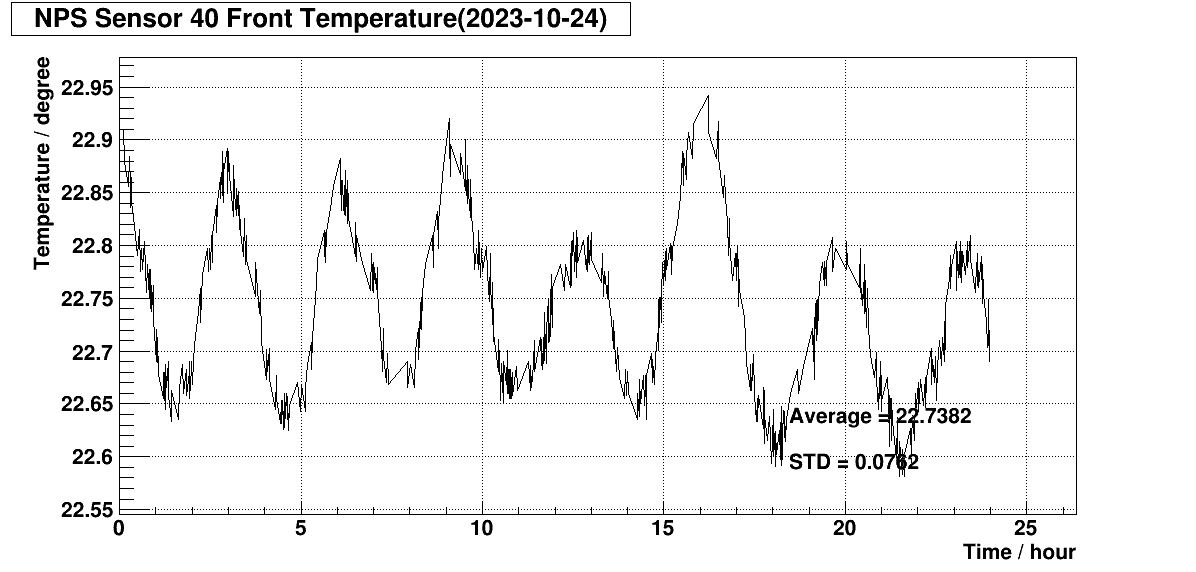 NPS Sensor 40 Front Temperature(2023-10-24)
Temperature / degree
22.95
22.9
22.85
22.8
22.75
22.7
22.65
22.6
22.55
Average = 22.7382
STD = 0.0762
0 5 10 15 20 25
Time / hour